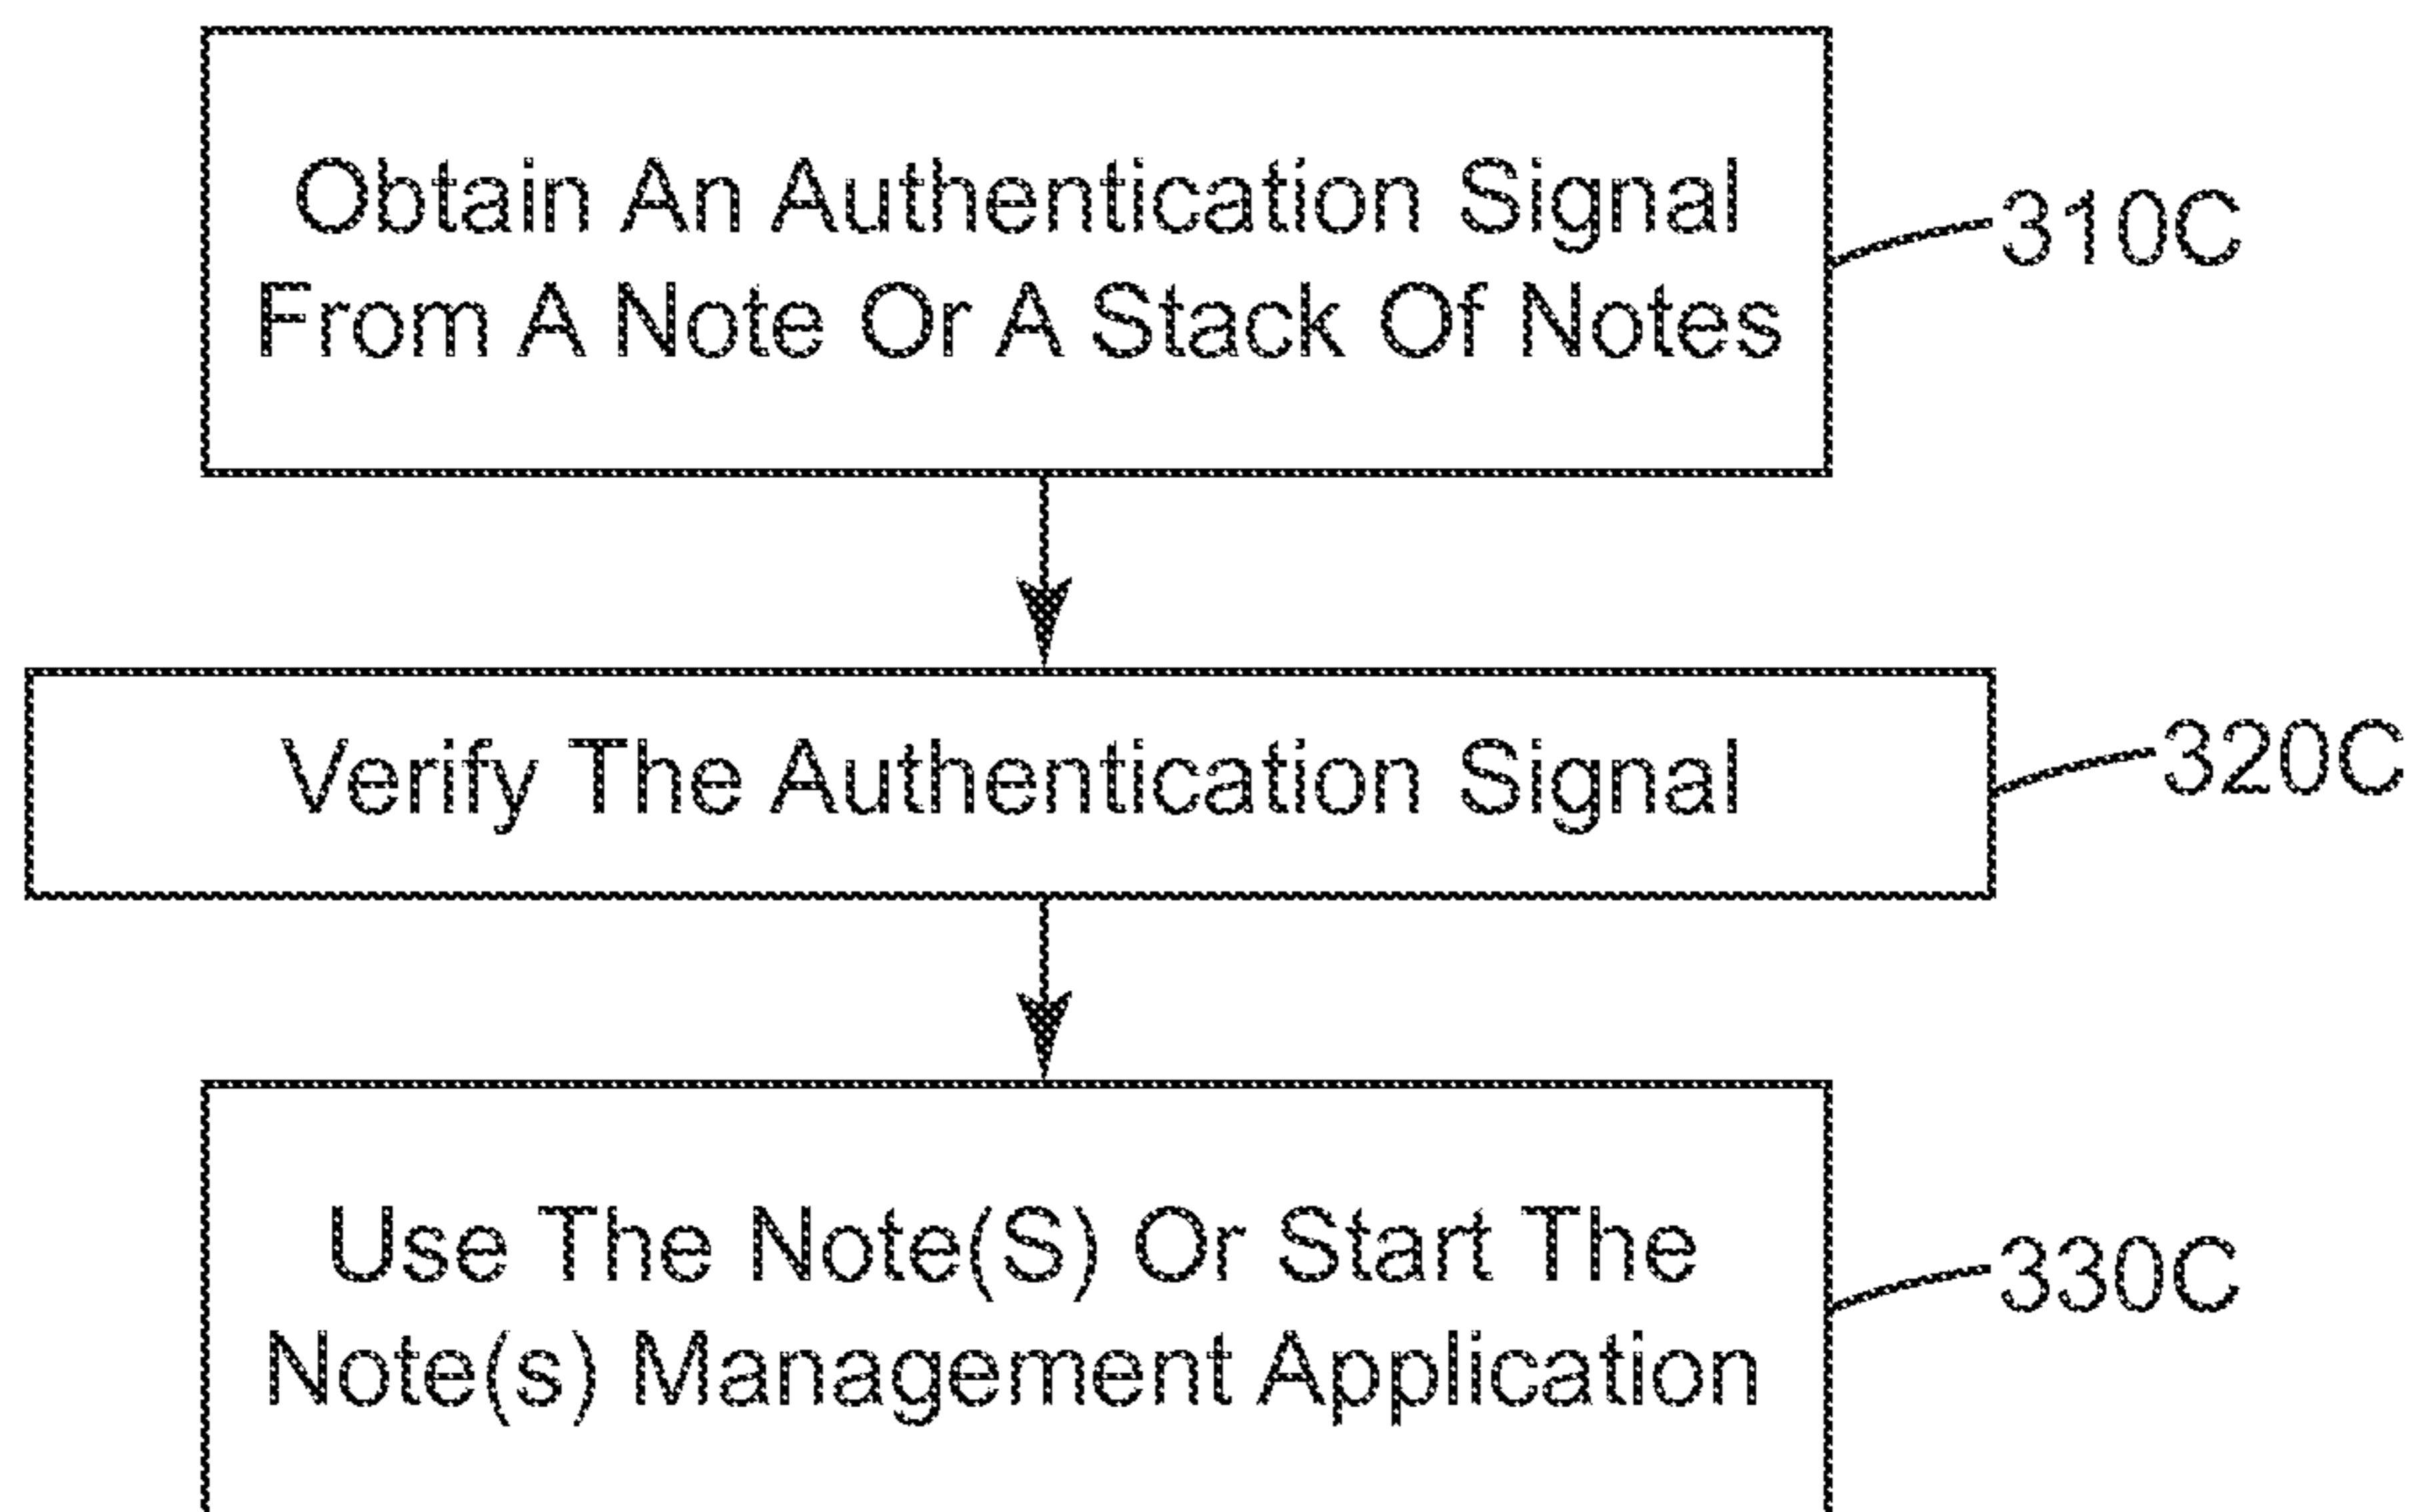 Obtain An Authentication Signal
From A Note Or A Stack Of Notes
310C
Verify The Authentication Signal
320C
Use The Note(S) Or Start The
Note(s) Management Application
330C